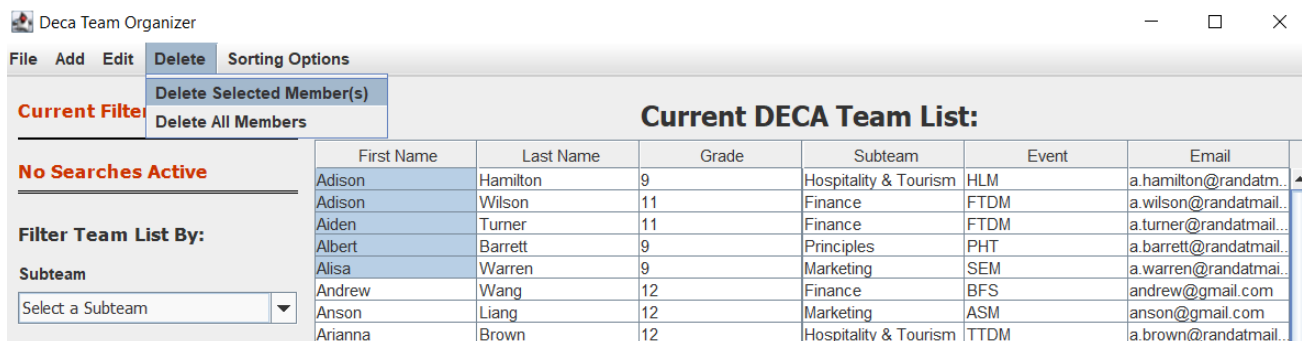 Deca Team Organizer
File Add Edit Delete Sorting Options
Delete Selected Member(s)
Delete All Members
Current Filter
No Searches Active
Filter Team List By:
Subteam
Select a Subteam
Current DECA Team List:
First Name Last Name Grade Subteam Event Email
Adison Hamilton 9 Hospitality & Tourism HLM a.hamilton@randatm...
Adison Wilson 11 Finance FTDM a.wilson@randatmail...
Aiden Turner 11 Finance FTDM a.turner@randatmail...
Albert Barrett 9 Principles PHT a.barrett@randatmail...
Alisa Warren 9 Marketing SEM a.warren@randatmai...
Andrew Wang 12 Finance BFS andrew@gmail.com
Anson Liang 12 Marketing ASM anson@gmail.com
Arianna Brown 12 Hospitality & Tourism TTDM a.brown@randatmail...